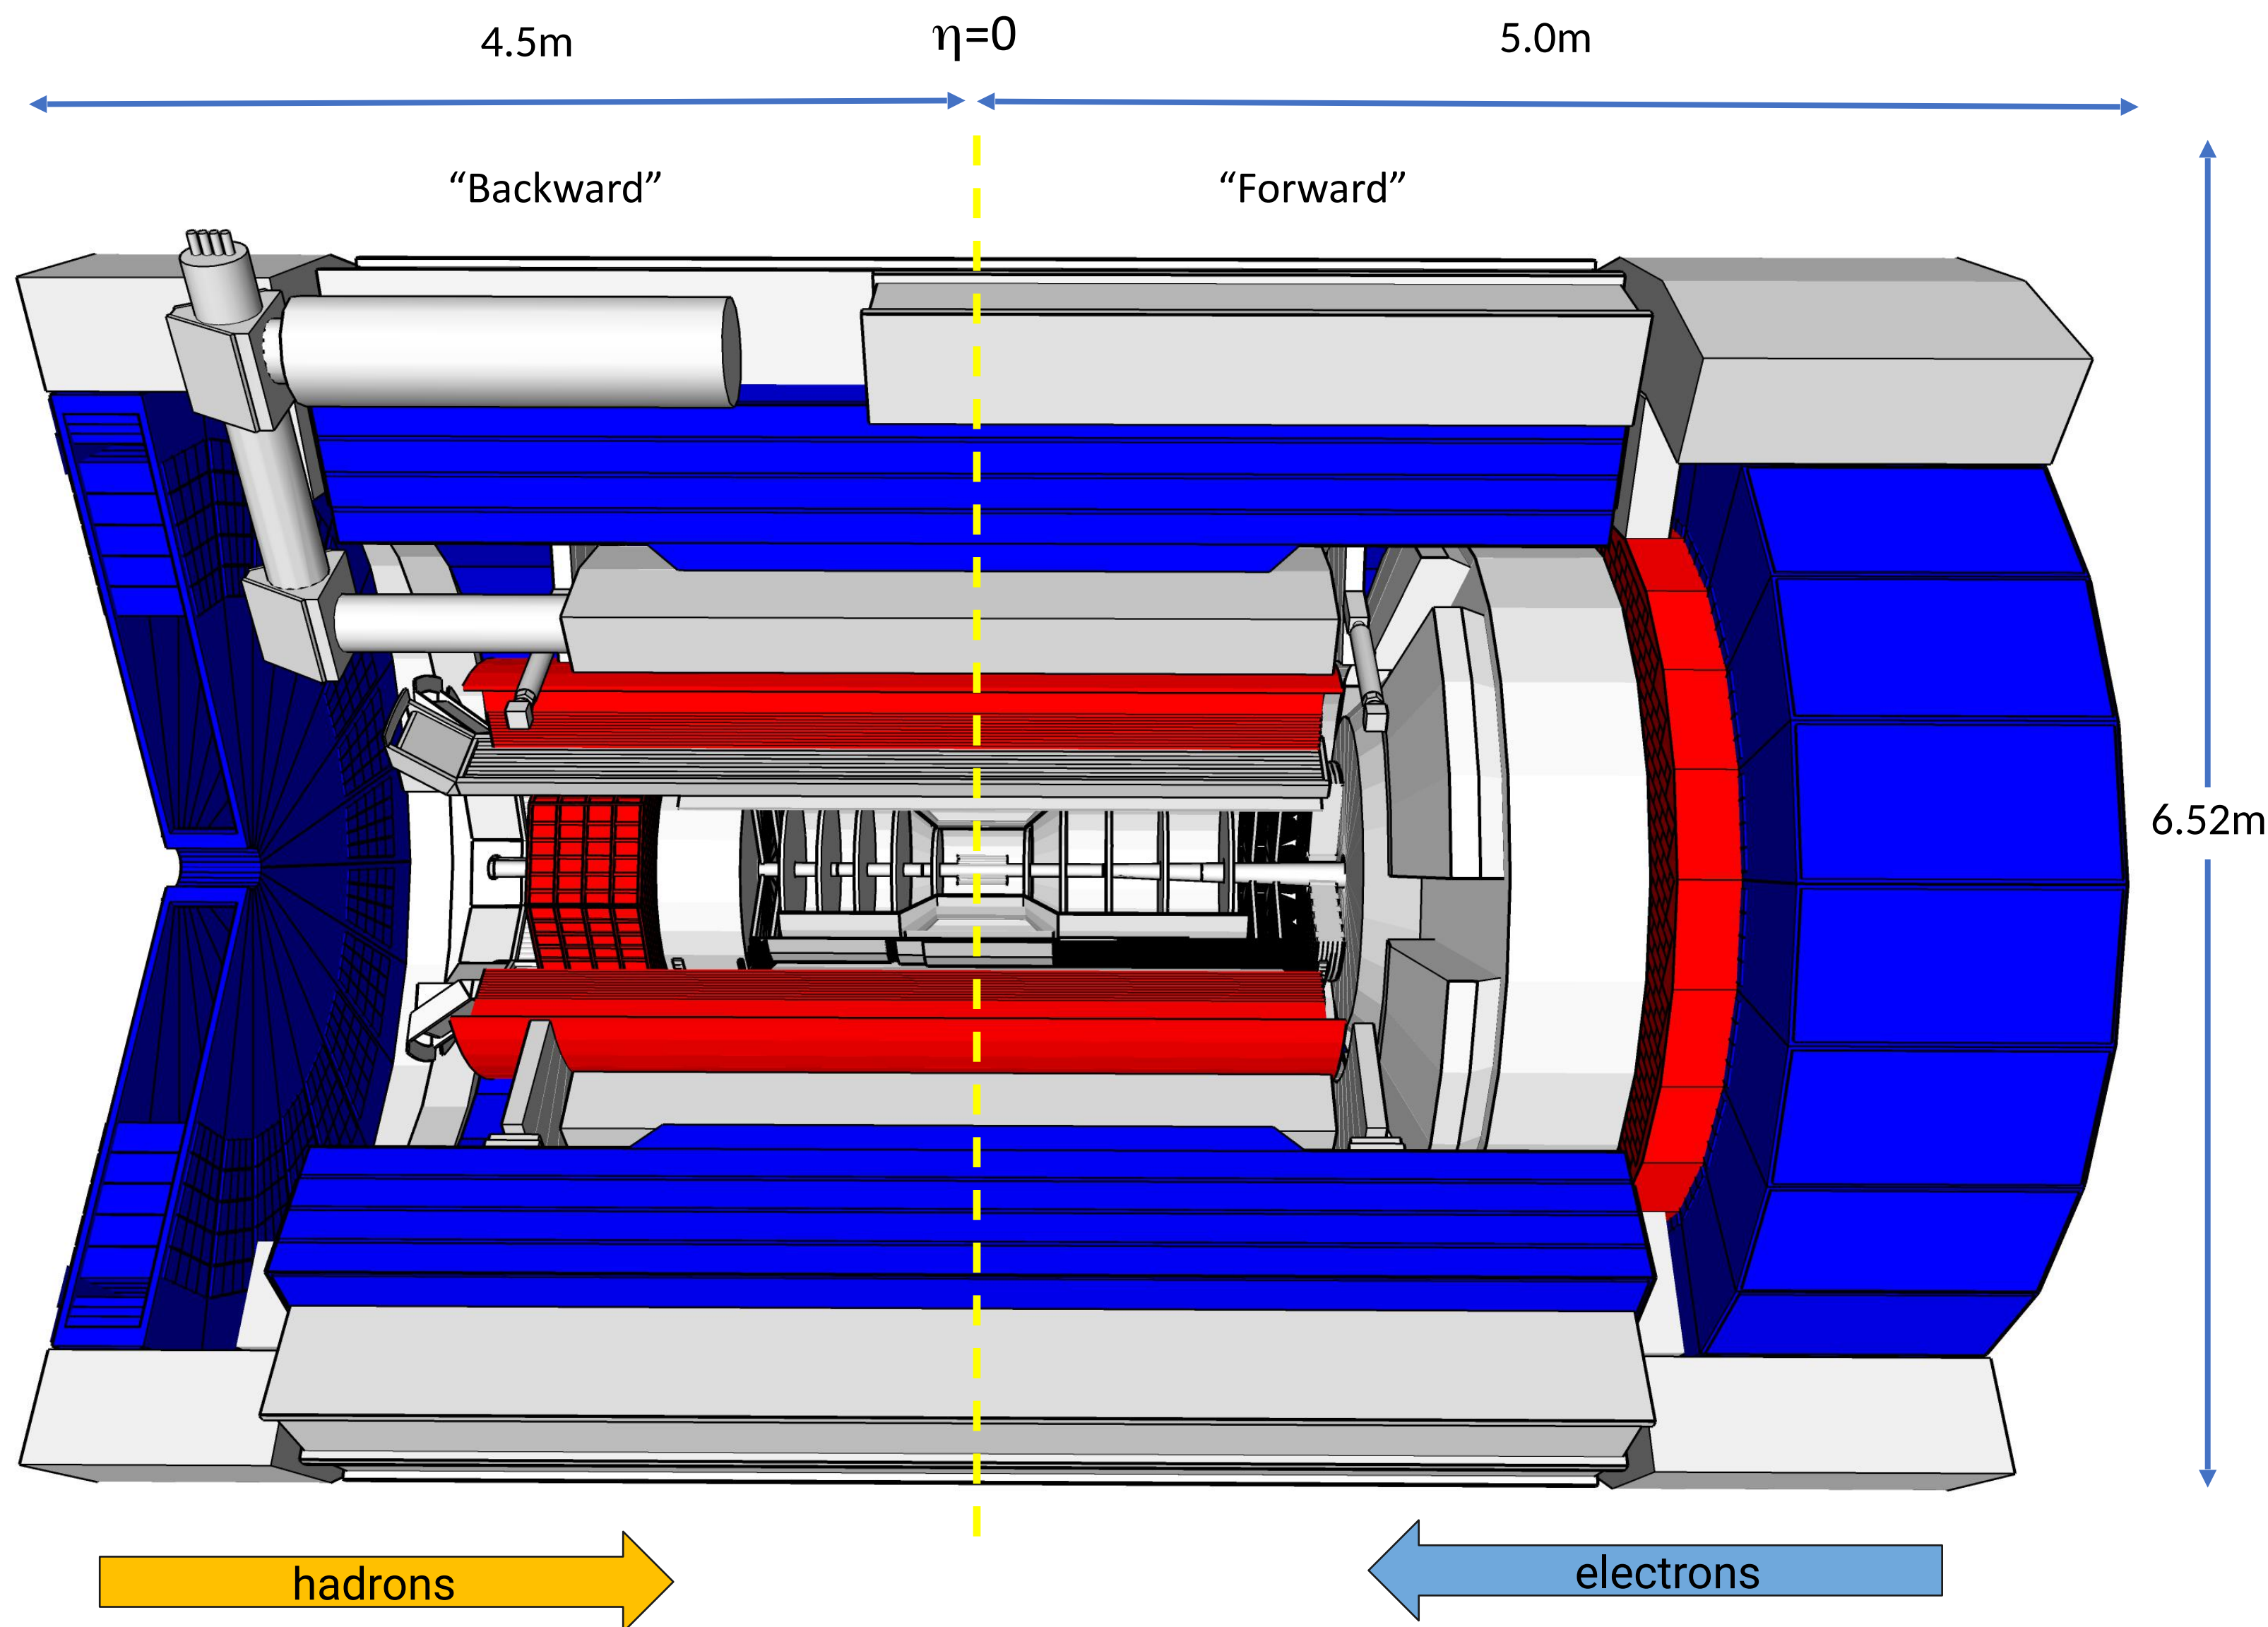 4.5m
η=0
5.0m
“Backward”
“Forward”
6.52m
hadrons
electrons